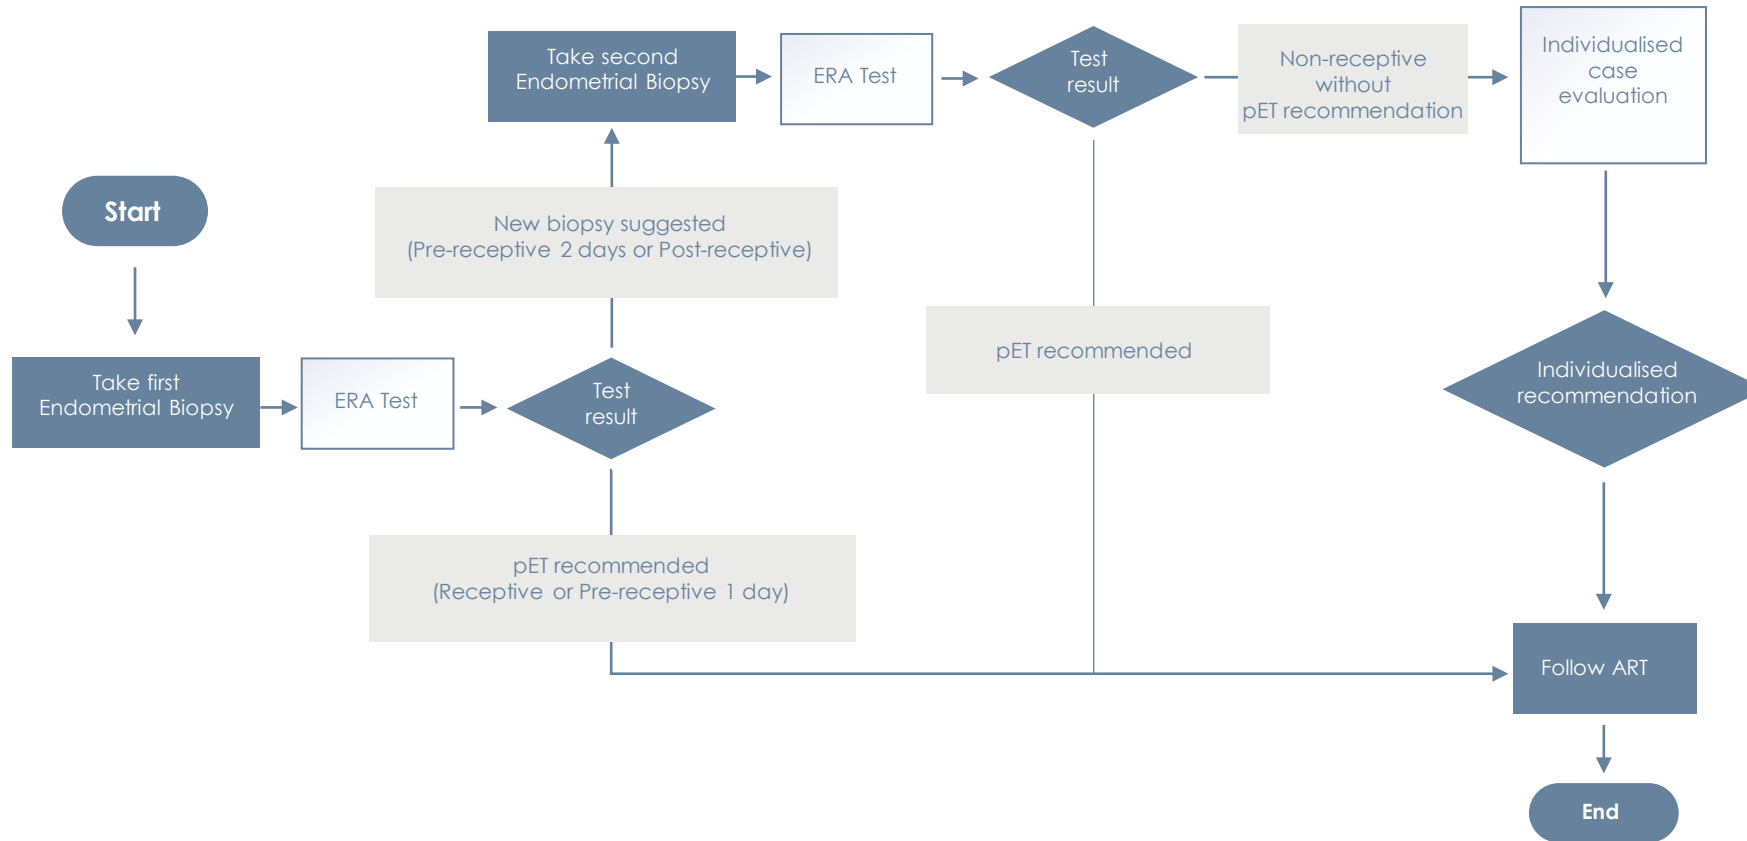 Start
Take first
Endometrial Biopsy
ERA Test
Test
result
New biopsy suggested
(Pre-receptive 2 days or Post-receptive)
pET recommended
(Receptive or Pre-receptive 1 day)
Take second
Endometrial Biopsy
ERA Test
Test
result
pET recommended
Non-receptive
without
pET recommendation
Individualised
case
evaluation
Individualised
recommendation
Follow ART
End